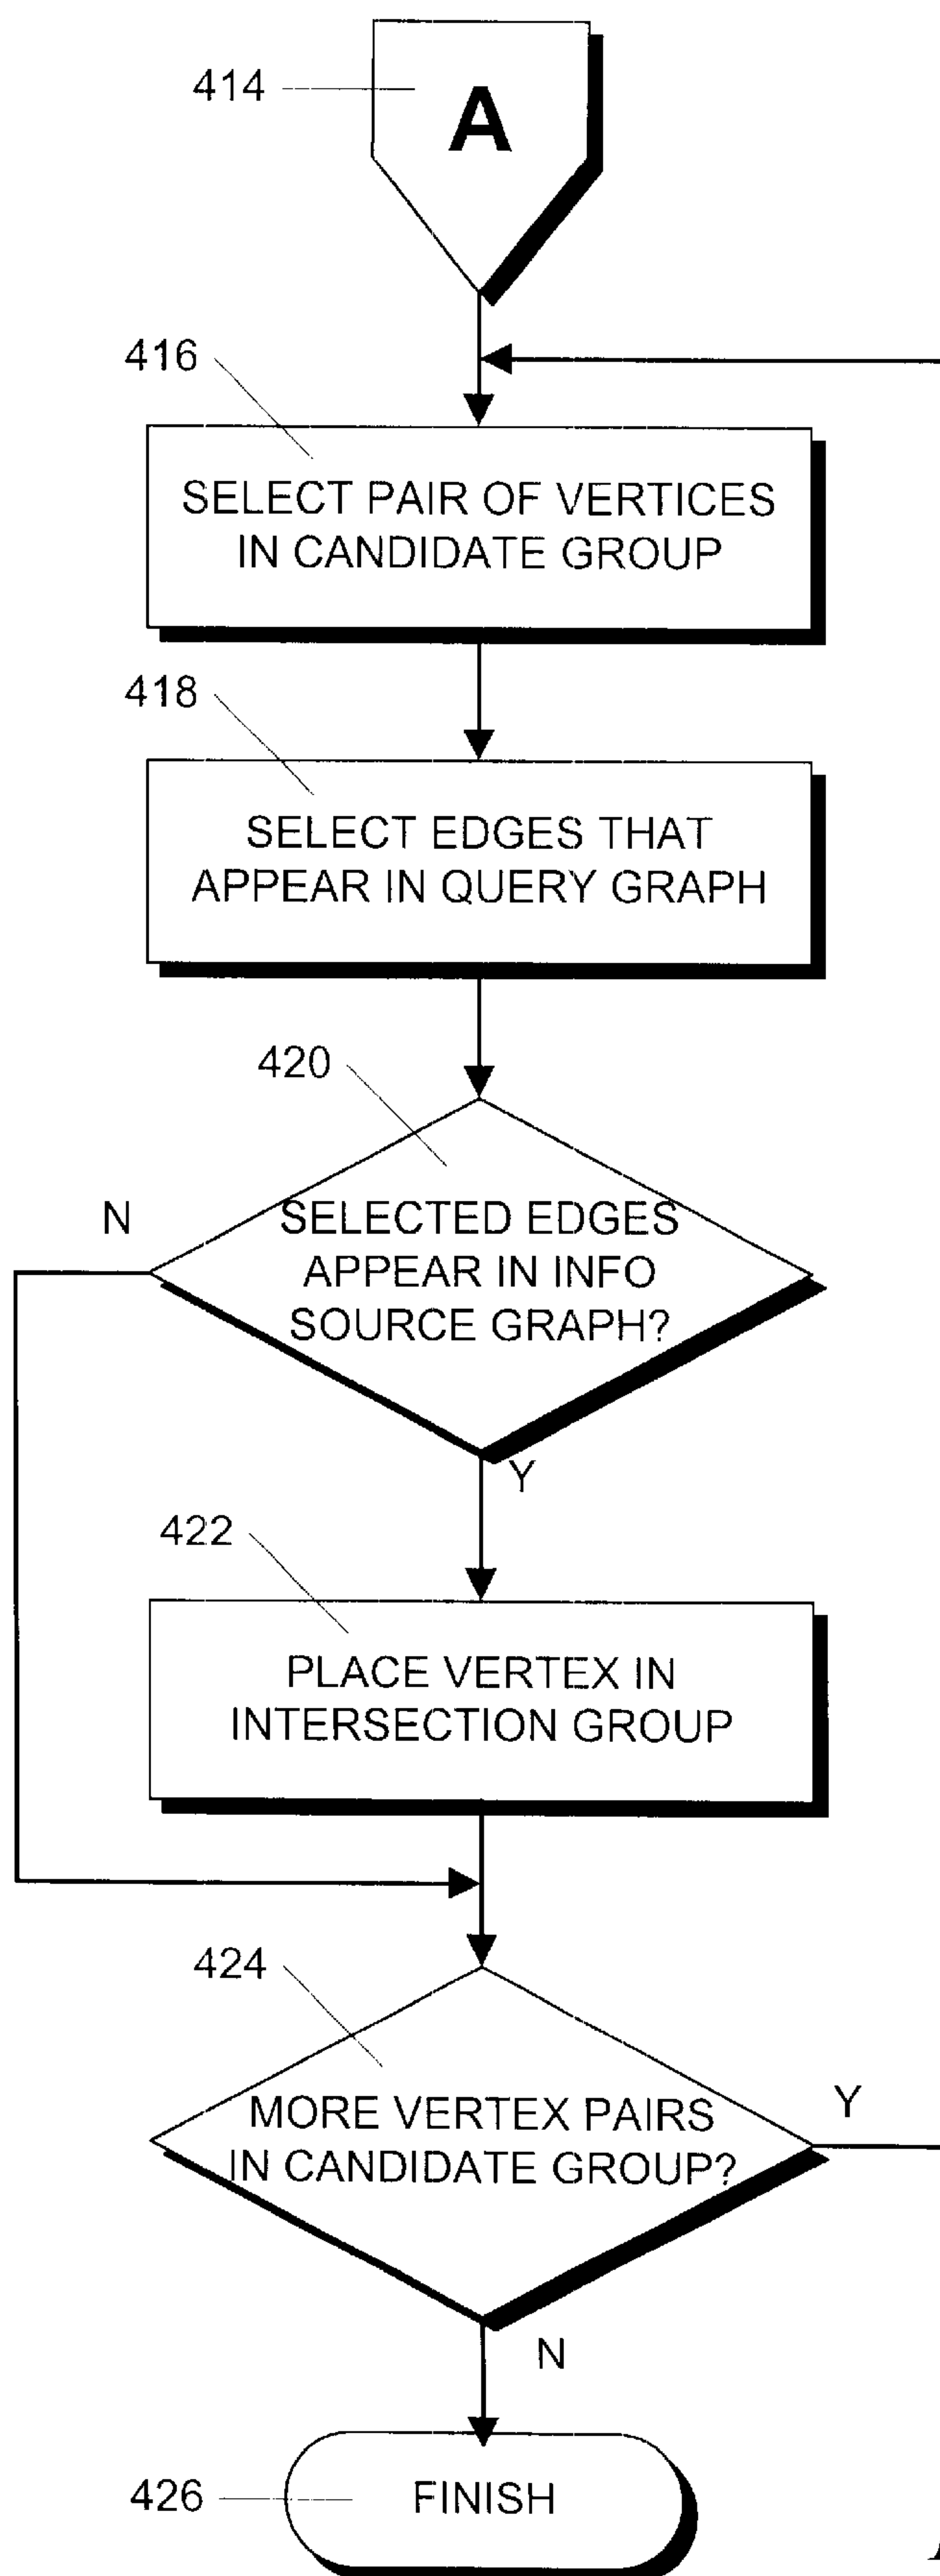 414
A
416
SELECT PAIR OF VERTICES
IN CANDIDATE GROUP
418
SELECT EDGES THAT
APPEAR IN QUERY GRAPH
420
N
SELECTED EDGES
APPEAR IN INFO
SOURCE GRAPH?
Y
422
PLACE VERTEX IN
INTERSECTION GROUP
424
MORE VERTEX PAIRS
IN CANDIDATE GROUP?
Y
N
426
FINISH